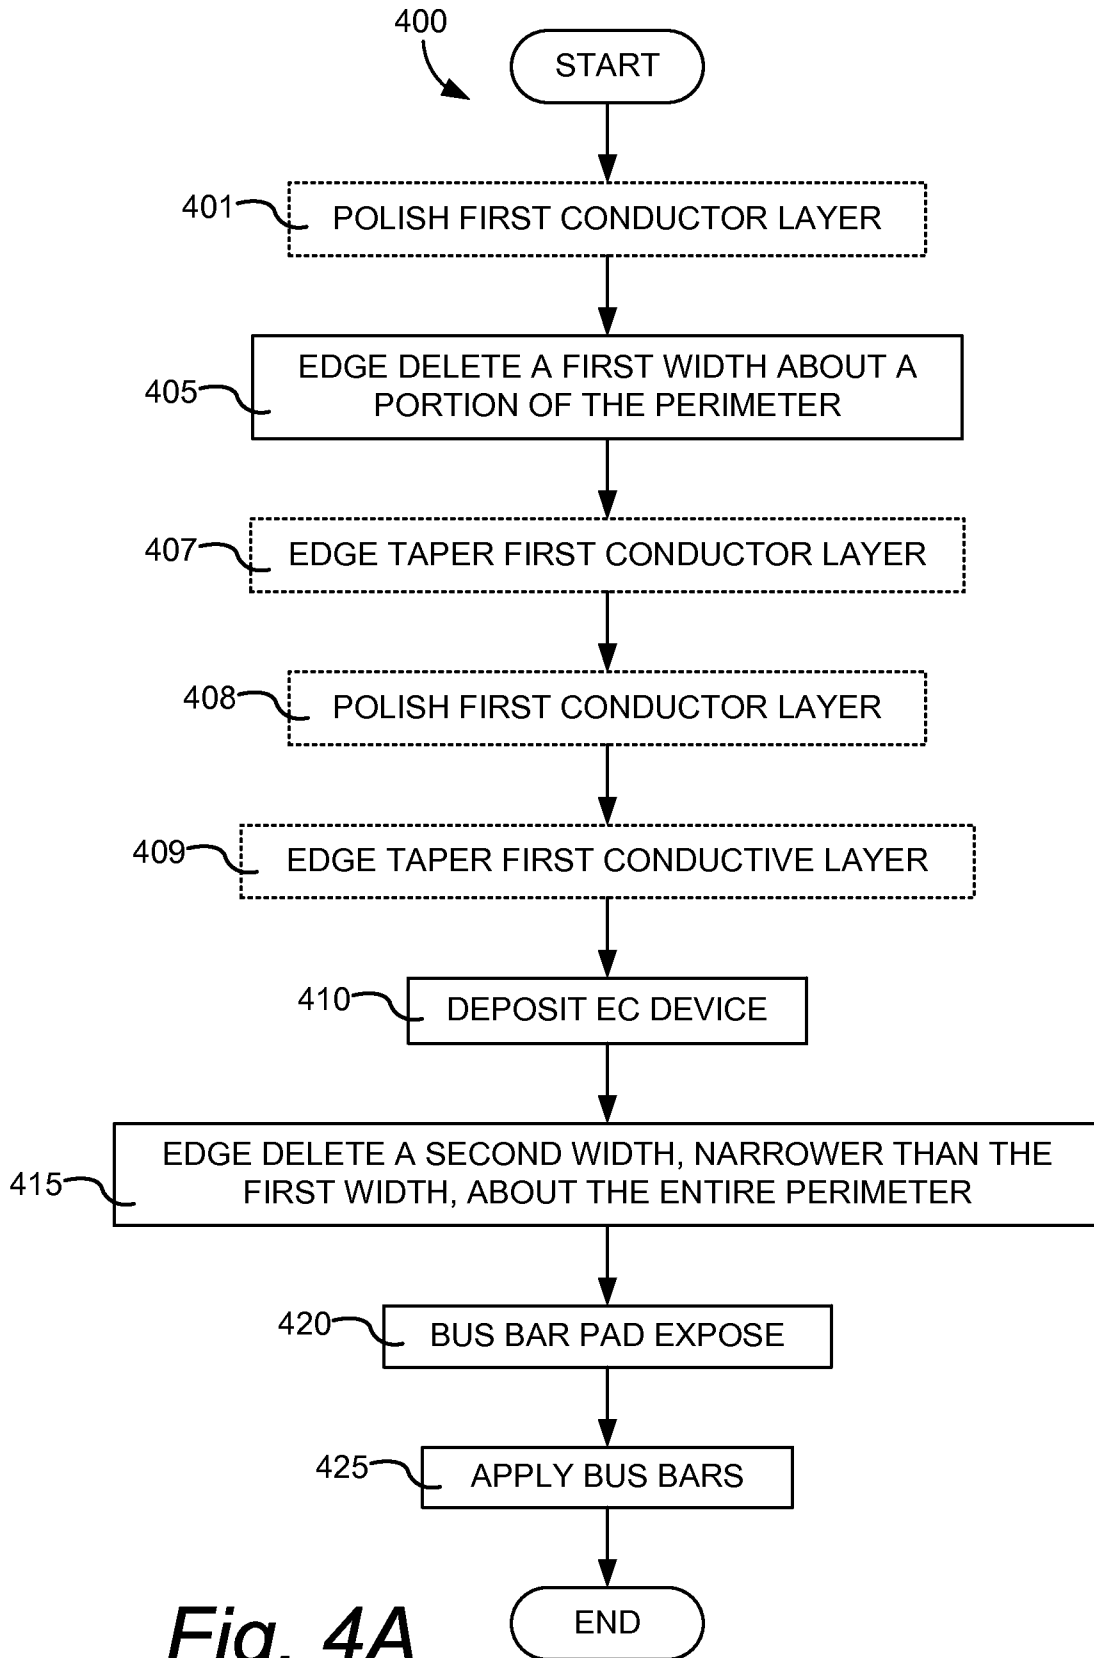 400
START
401
POLISH FIRST CONDUCTOR LAYER
405
EDGE DELETE A FIRST WIDTH ABOUT A
PORTION OF THE PERIMETER
407
EDGE TAPER FIRST CONDUCTOR LAYER
408
POLISH FIRST CONDUCTOR LAYER
409
EDGE TAPER FIRST CONDUCTIVE LAYER
410
DEPOSIT EC DEVICE
415
EDGE DELETE A SECOND WIDTH, NARROWER THAN THE
FIRST WIDTH, ABOUT THE ENTIRE PERIMETER
420
BUS BAR PAD EXPOSE
425
APPLY BUS BARS
END
Fig. 4A